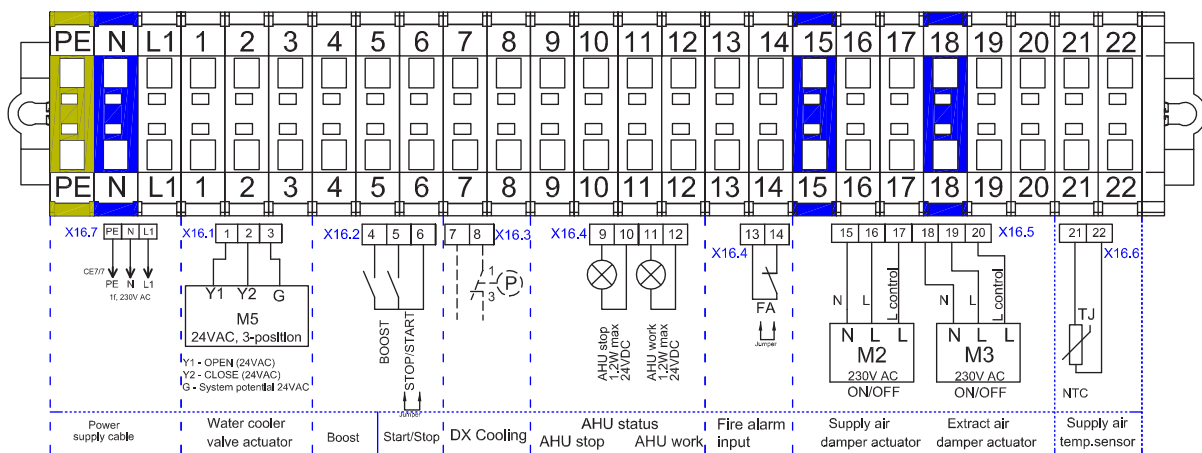 PE N L1 1 2 3 4 5 6 7 8 9 10 11 12 13 14 15 16 17 18 19 20 21 22
PE N L1 1 2 3 4 5 6 7 8 9 10 11 12 13 14 15 16 17 18 19 20 21 22
X16.7 PE N L1
X16.1 1 2 3
X16.2 4 5 6
7 8 X16.3
X16.4 9 10 11 12
13 14
X16.4
15 16 17 18 19 20 X16.5
21 22
X16.6
CE7/7
PE N L1
1f, 230V AC
Y1 Y2 G
M5
24VAC, 3-position
Y1 - OPEN (24VAC)
Y2 - CLOSE (24VAC)
G - System potential 24VAC
BOOST
STOP/START
Jumper
1
P
3
AHU stop
1.2W max
24VDC
AHU work
1.2W max
24VDC
FA
Jumper
N L L control
N L L
M2
230V AC
ON/OFF
N L L control
N L L
M3
230V AC
ON/OFF
TJ
NTC
Power
supply cable
Water cooler
valve actuator
Boost
Start/Stop
DX Cooling
AHU status
AHU stop AHU work
Fire alarm
input
Supply air
damper actuator
Extract air
damper actuator
Supply air
temp.sensor